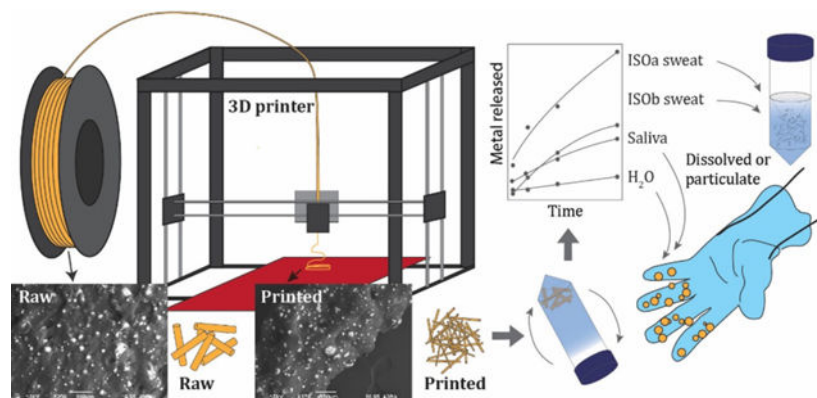 3D printer
Metal released
Time
ISOa sweat
ISOb sweat
Saliva
H₂O
Dissolved or
particulate
Raw
Printed
Raw
Printed